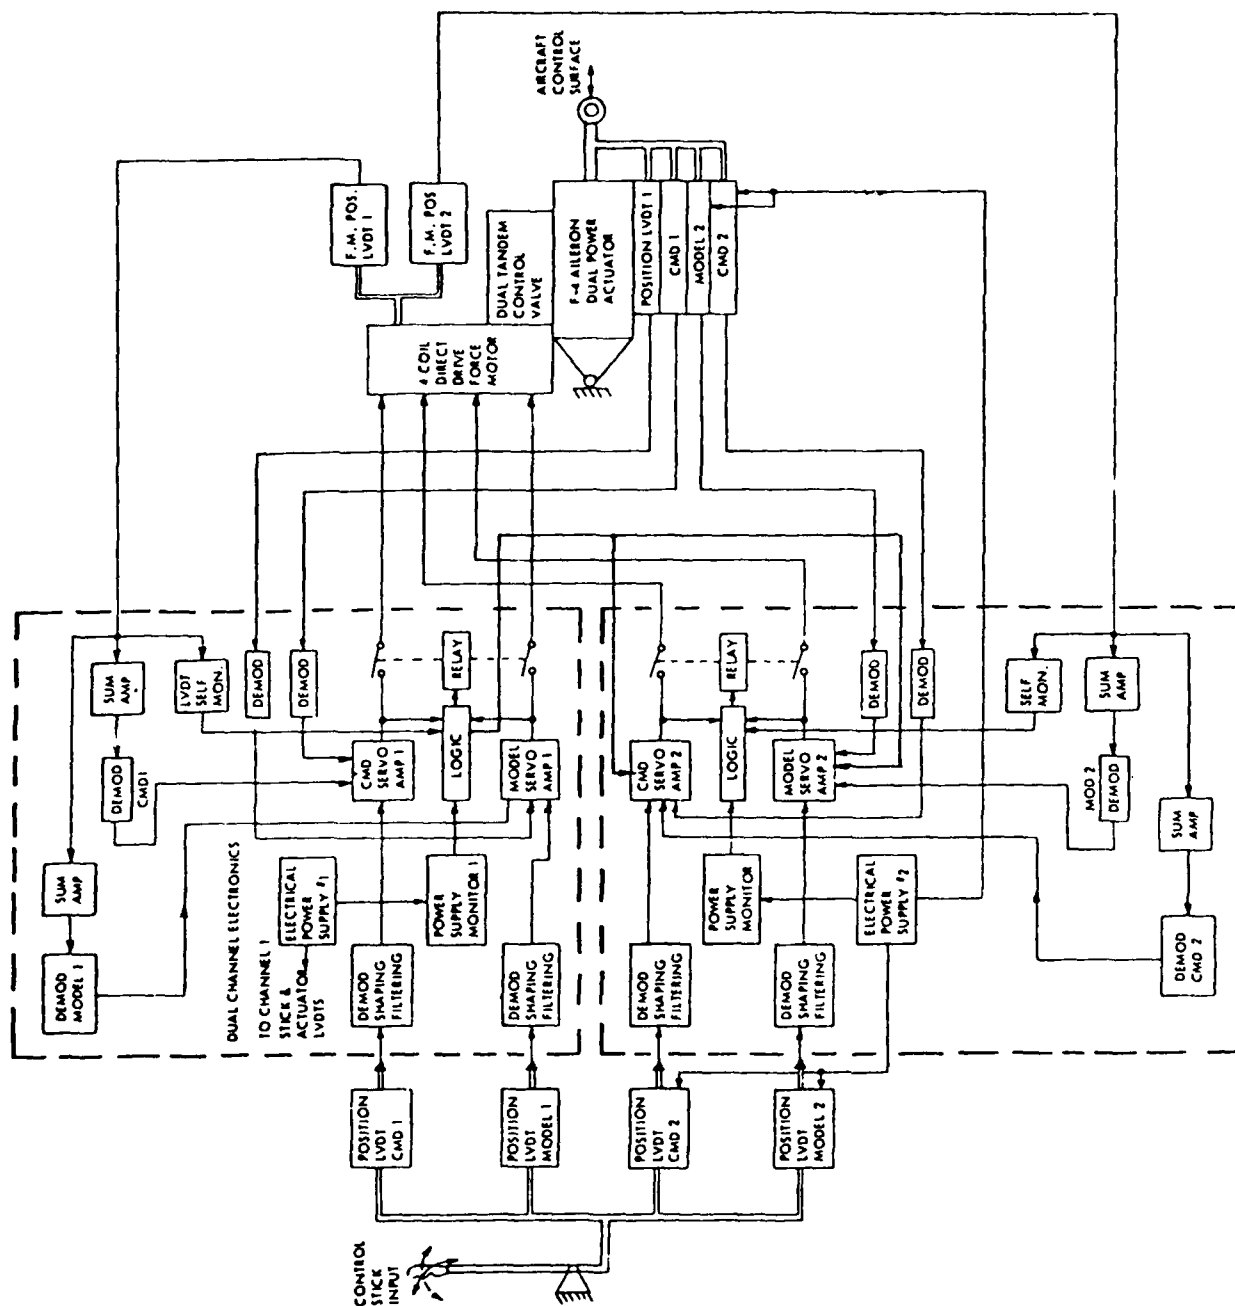 CONTROL
STICK
INPUT
POSITION
LVDT
CMD 1
POSITION
LVDT
MODEL 1
POSITION
LVDT
CMD 2
POSITION
LVDT
MODEL 2
DUAL CHANNEL ELECTRONICS
TO CHANNEL 1
STICK &
ACTUATOR
LVDTS
DEMOD
MODEL 1
SUM
AMP
DEMOD
CMD1
SUM
AMP
LVDT
SELF
MON.
DEMOD
DEMOD
ELECTRICAL
POWER
SUPPLY #1
DEMOD
SHAPING
FILTERING
POWER
SUPPLY
MONITOR 1
DEMOD
SHAPING
FILTERING
CMD
SERVO
AMP 1
LOGIC
RELAY
MODEL
SERVO
AMP 1
DEMOD
SHAPING
FILTERING
POWER
SUPPLY
MONITOR
DEMOD
SHAPING
FILTERING
ELECTRICAL
POWER
SUPPLY #2
CMD
SERVO
AMP 2
LOGIC
RELAY
MODEL
SERVO
AMP 2
DEMOD
DEMOD
SELF
MON.
SUM
AMP
MOD 2
DEMOD
SUM
AMP
DEMOD
CMD 2
F.M. POS.
LVDT 1
F.M. POS
LVDT 2
4 COIL
DIRECT
DRIVE
FORCE
MOTOR
DUAL TANDEM
CONTROL
VALVE
F-4 AILERON
DUAL POWER
ACTUATOR
POSITION LVDT 1
CMD 1
MODEL 2
CMD 2
AIRCRAFT
CONTROL
SURFACE